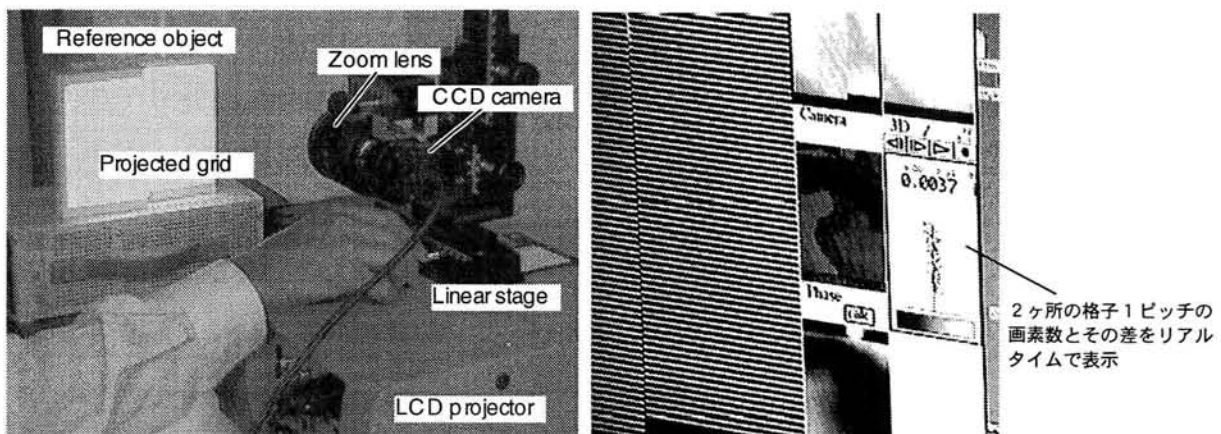 Reference object
Zoom lens
CCD camera
Projected grid
Linear stage
LCD projector
Camera
3D
0.0037
Phase
2ヶ所の格子1ピッチの
画素数とその差をリアル
タイムで表示